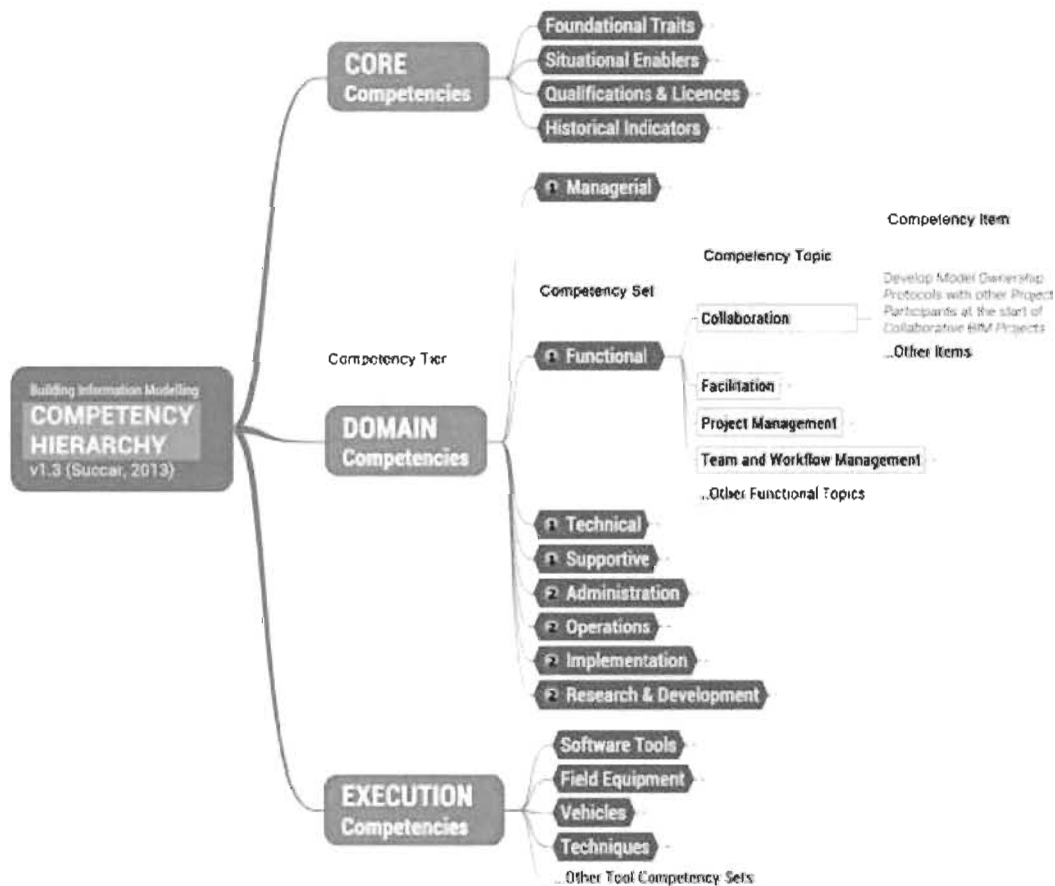 Building Information Modelling
COMPETENCY
HIERARCHY
v1.3 (Succar, 2013)
CORE
Competencies
Foundational Traits
Situational Enablers
Qualifications & Licences
Historical Indicators
Competency Tier
DOMAIN
Competencies
Competency Set
Competency Topic
Competency Item
1 Managerial
1 Functional
Collaboration
Develop Model Ownership
Protocols with other Project
Participants at the start of
Collaborative BIM Projects
...Other Items
Facilitation
Project Management
Team and Workflow Management
...Other Functional Topics
1 Technical
1 Supportive
2 Administration
2 Operations
2 Implementation
2 Research & Development
EXECUTION
Competencies
Software Tools
Field Equipment
Vehicles
Techniques
...Other Tool Competency Sets